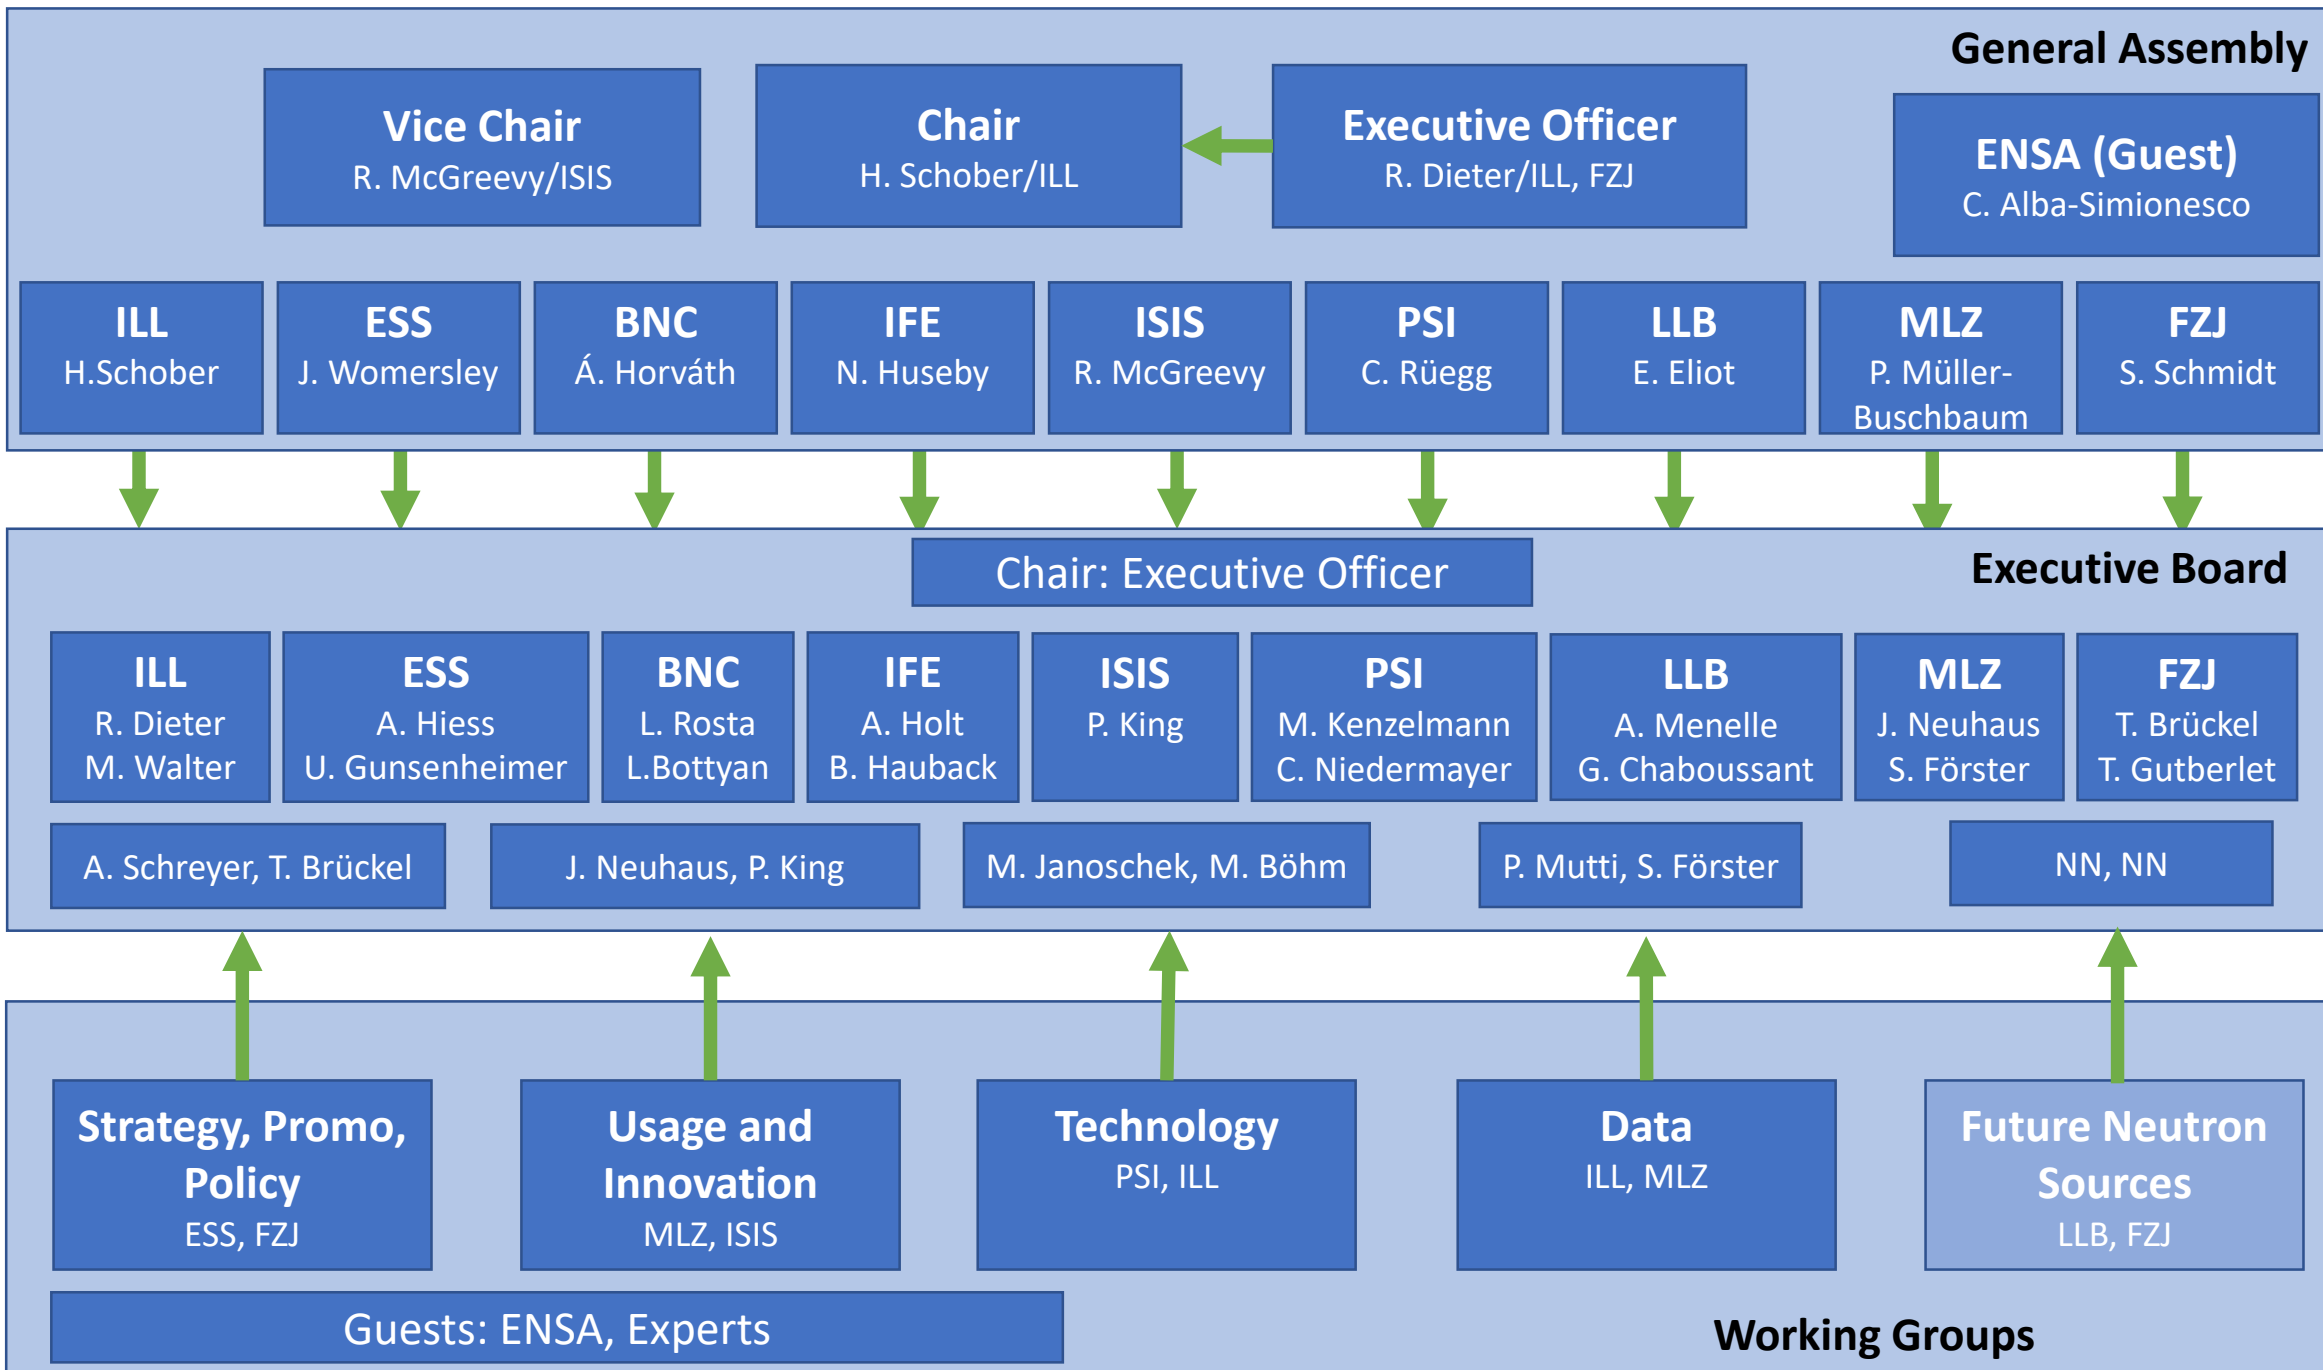 General Assembly
Vice Chair
R. McGreevy/ISIS
Chair
H. Schober/ILL
Executive Officer
R. Dieter/ILL, FZJ
ENSA (Guest)
C. Alba-Simionesco
ILL
H.Schober
ESS
J. Womersley
BNC
Á. Horváth
IFE
N. Huseby
ISIS
R. McGreevy
PSI
C. Rüegg
LLB
E. Eliot
MLZ
P. Müller-
Buschbaum
FZJ
S. Schmidt
Chair: Executive Officer
Executive Board
ILL
R. Dieter
M. Walter
ESS
A. Hiess
U. Gunsenheimer
BNC
L. Rosta
L.Bottyan
IFE
A. Holt
B. Hauback
ISIS
P. King
PSI
M. Kenzelmann
C. Niedermayer
LLB
A. Menelle
G. Chaboussant
MLZ
J. Neuhaus
S. Förster
FZJ
T. Brückel
T. Gutberlet
A. Schreyer, T. Brückel
J. Neuhaus, P. King
M. Janoschek, M. Böhm
P. Mutti, S. Förster
NN, NN
Strategy, Promo,
Policy
ESS, FZJ
Usage and
Innovation
MLZ, ISIS
Technology
PSI, ILL
Data
ILL, MLZ
Future Neutron
Sources
LLB, FZJ
Guests: ENSA, Experts
Working Groups